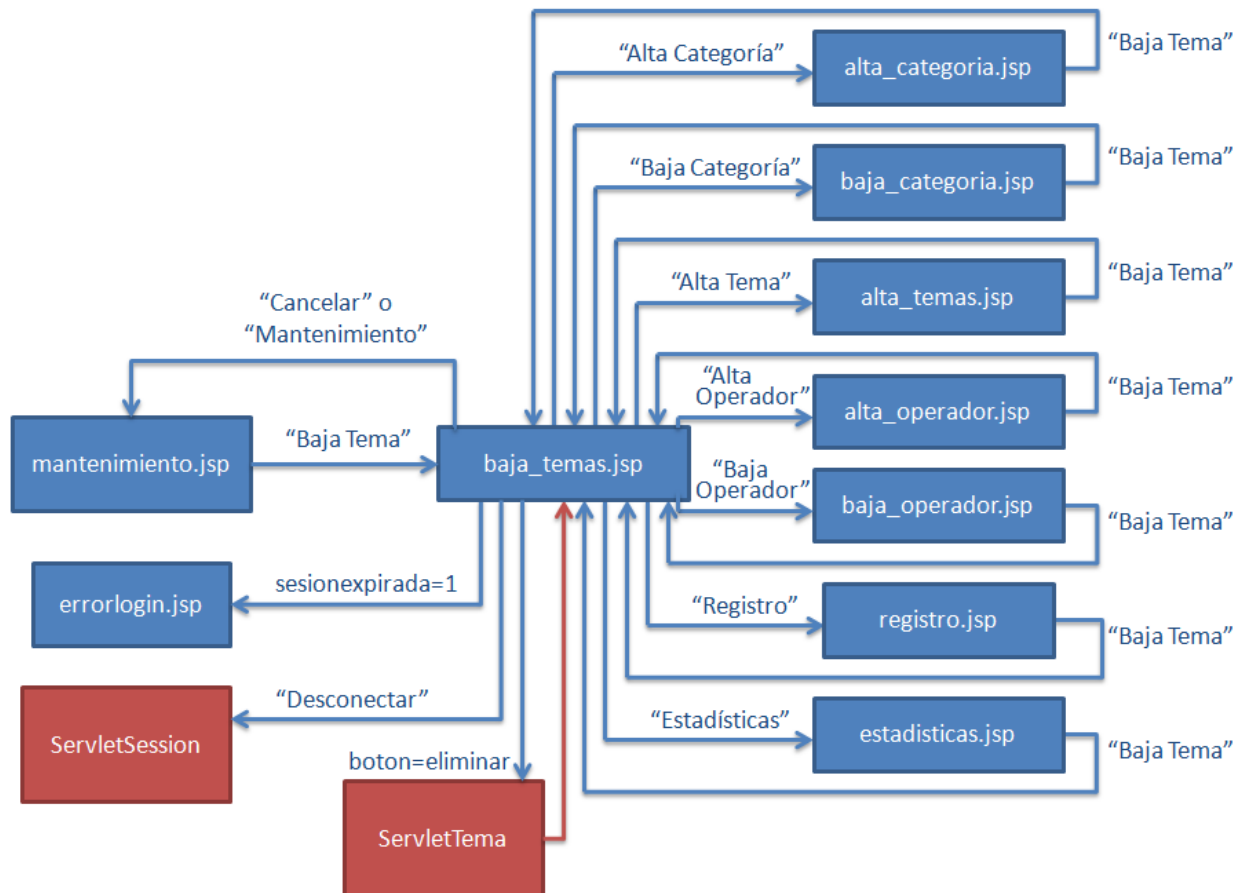 “Baja Tema”
“Alta Categoría”
alta_categoria.jsp
“Baja Tema”
“Baja Categoría”
baja_categoria.jsp
“Baja Tema”
“Alta Tema”
alta_temas.jsp
“Cancelar” o
“Mantenimiento”
“Alta
Operador”
“Baja Tema”
alta_operador.jsp
mantenimiento.jsp
“Baja Tema”
baja_temas.jsp
“Baja
Operador”
baja_operador.jsp
“Baja Tema”
errorlogin.jsp
sesionexpirada=1
“Registro”
registro.jsp
“Baja Tema”
ServletSession
“Desconectar”
“Estadísticas”
estadisticas.jsp
“Baja Tema”
boton=eliminar
ServletTema